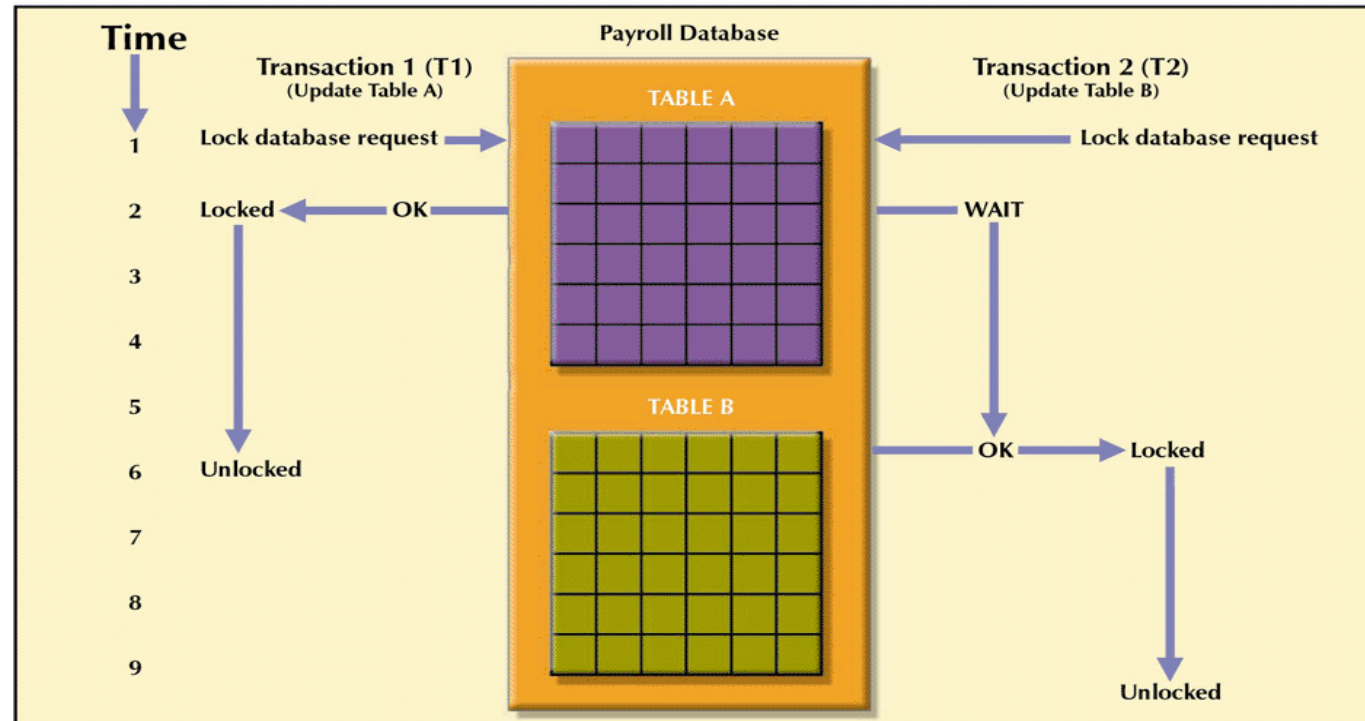 Time
Payroll Database
Transaction 1 (T1)
(Update Table A)
Transaction 2 (T2)
(Update Table B)
TABLE A
1
Lock database request
Lock database request
2
Locked
OK
WAIT
3
4
5
TABLE B
OK
Locked
6
Unlocked
7
8
9
Unlocked